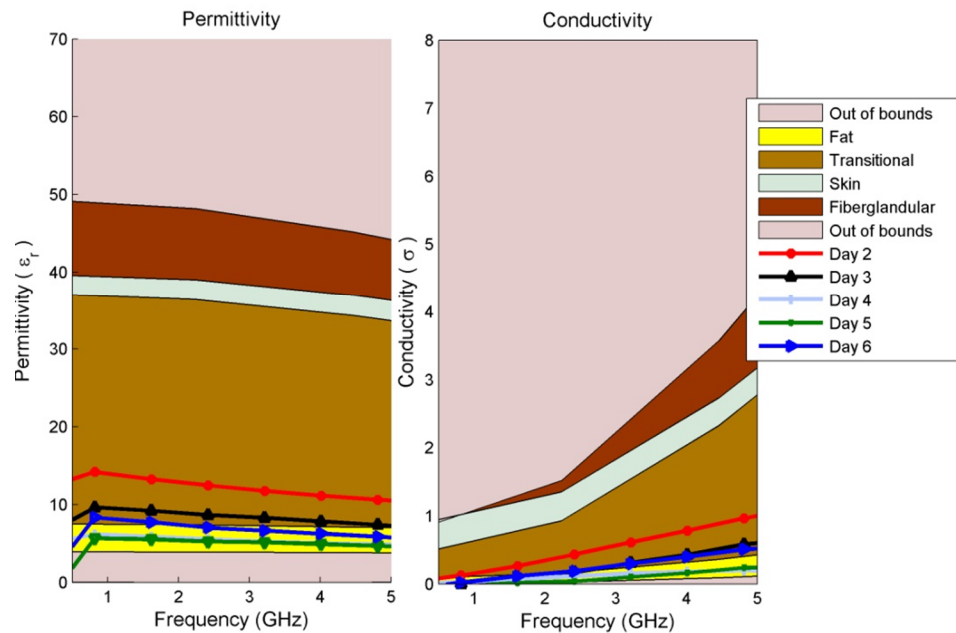 Permittivity
Conductivity
70
60
50
40
30
20
10
0
Permittivity ( εr )
1
2
3
4
5
Frequency (GHz)
8
7
6
5
4
3
2
1
0
Conductivity ( σ )
1
2
3
4
5
Frequency (GHz)
Out of bounds
Fat
Transitional
Skin
Fiberglandular
Out of bounds
Day 2
Day 3
Day 4
Day 5
Day 6